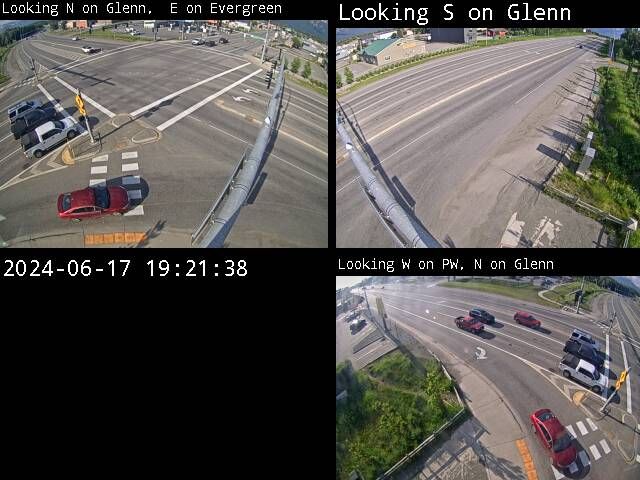 Looking N on Glenn,  E on Evergreen
Looking S on Glenn
2024-06-17 19:21:38
Looking W on PW, N on Glenn